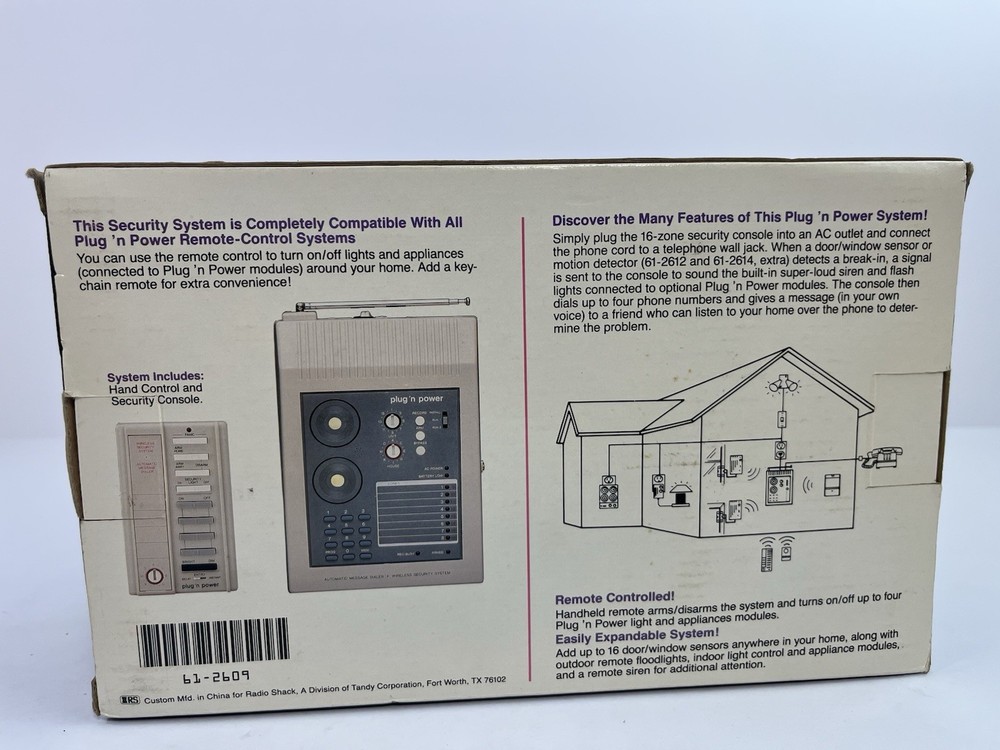 This Security System is Completely Compatible With All
Plug 'n Power Remote-Control Systems
You can use the remote control to turn on/off lights and appliances
(connected to Plug 'n Power modules) around your home. Add a key-
chain remote for extra convenience!
System Includes:
Hand Control and
Security Console.
plug 'n power
plug 'n power
AUTOMATIC MESSAGE DIALER
WIRELESS SECURITY SYSTEM
61-2609
RS Custom Mfd. in China for Radio Shack, A Division of Tandy Corporation, Fort Worth, TX 76102
Discover the Many Features of This Plug 'n Power System!
Simply plug the 16-zone security console into an AC outlet and connect
the phone cord to a telephone wall jack. When a door/window sensor or
motion detector (61-2612 and 61-2614, extra) detects a break-in, a signal
is sent to the console to sound the built-in super-loud siren and flash
lights connected to optional Plug 'n Power modules. The console then
dials up to four phone numbers and gives a message (in your own
voice) to a friend who can listen to your home over the phone to deter-
mine the problem.
Remote Controlled!
Handheld remote arms/disarms the system and turns on/off up to four
Plug 'n Power light and appliances modules.
Easily Expandable System!
Add up to 16 door/window sensors anywhere in your home, along with
outdoor remote floodlights, indoor light control and appliance modules,
and a remote siren for additional attention.